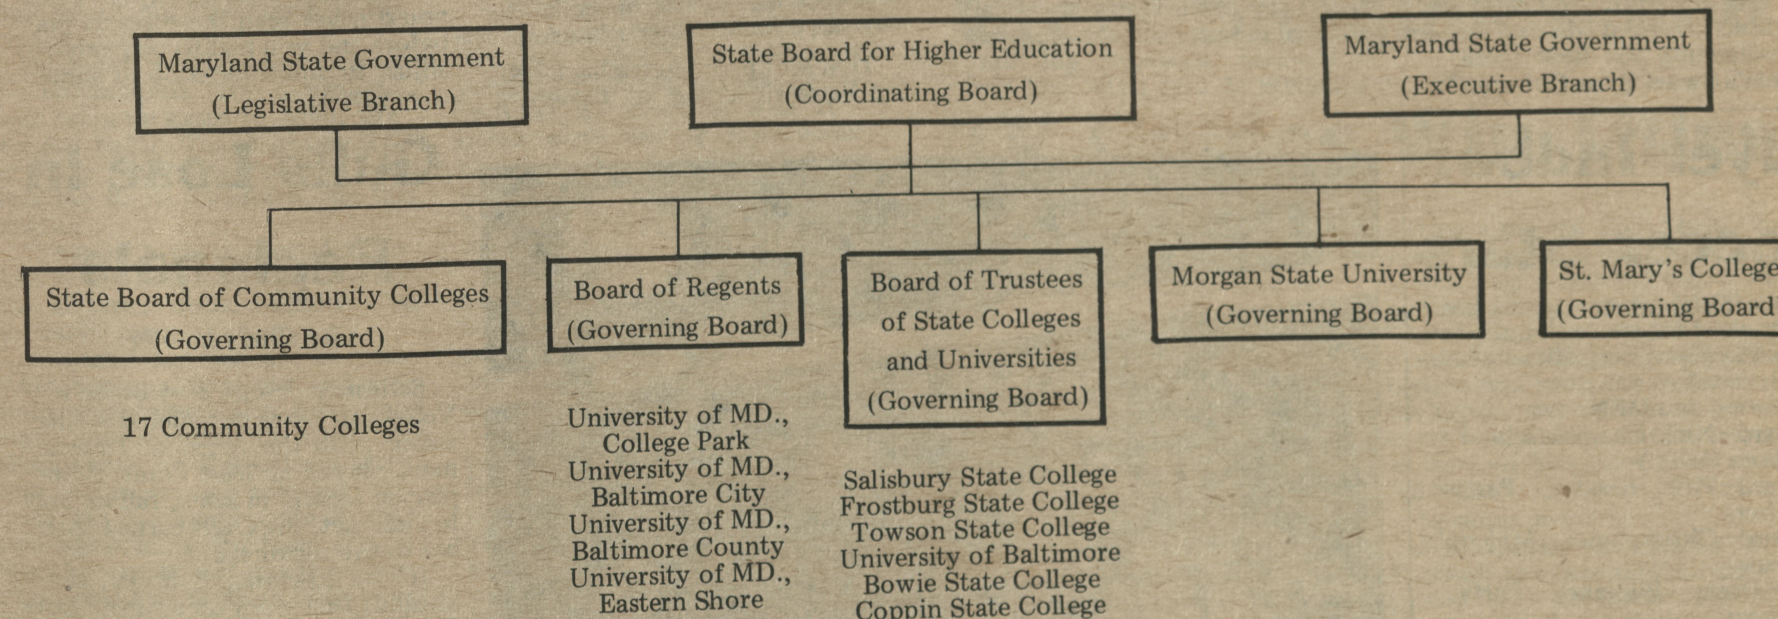 Maryland State Government
(Legislative Branch)
State Board for Higher Education
(Coordinating Board)
Maryland State Government
(Executive Branch)
State Board of Community Colleges
(Governing Board)
17 Community Colleges
Board of Regents
(Governing Board)
University of MD.,
College Park
University of MD.,
Baltimore City
University of MD.,
Baltimore County
University of MD.,
Eastern Shore
Board of Trustees
of State Colleges
and Universities
(Governing Board)
Salisbury State College
Frostburg State College
Towson State College
University of Baltimore
Bowie State College
Coppin State College
Morgan State University
(Governing Board)
St. Mary's College
(Governing Board